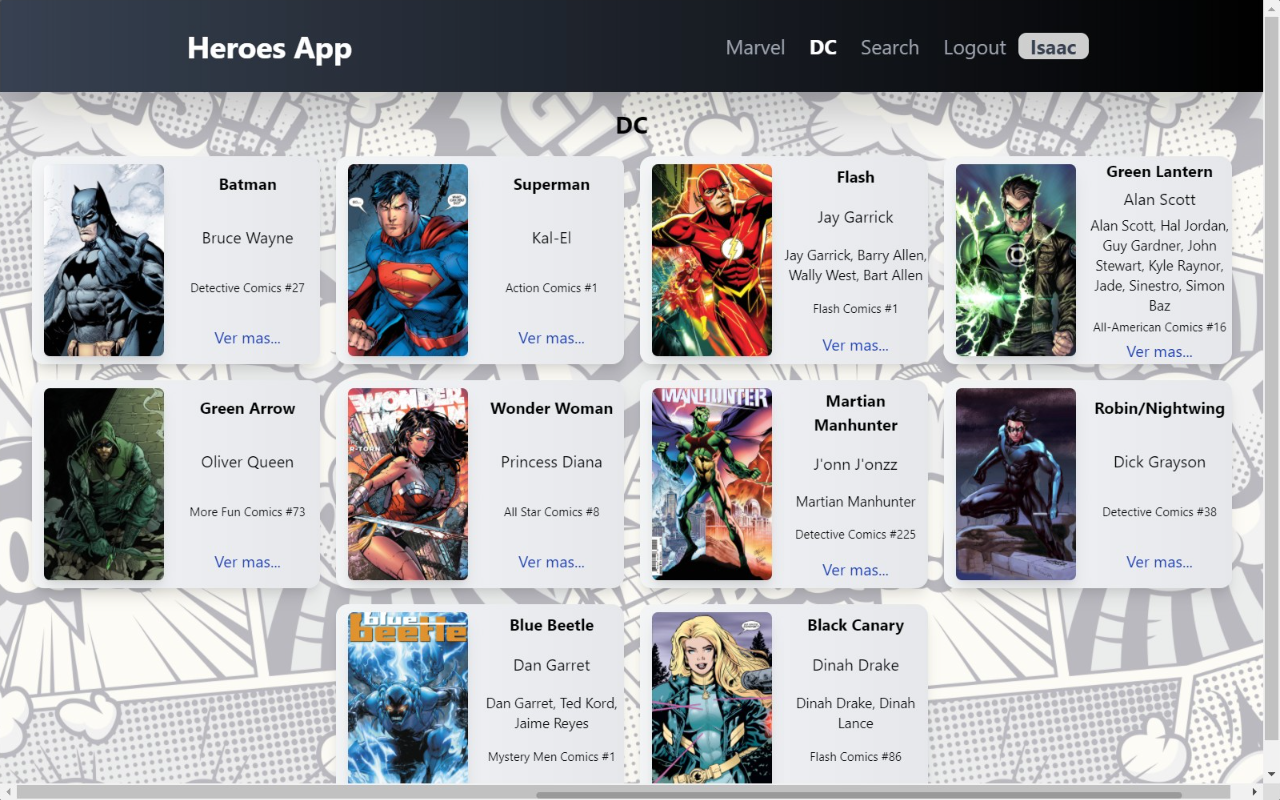 Heroes App
Marvel DC Search Logout Isaac
DC
Batman
Bruce Wayne
Detective Comics #27
Ver mas...
Superman
Kal-El
Action Comics #1
Ver mas...
Flash
Jay Garrick
Jay Garrick, Barry Allen,
Wally West, Bart Allen
Flash Comics #1
Ver mas...
Green Lantern
Alan Scott
Alan Scott, Hal Jordan,
Guy Gardner, John
Stewart, Kyle Raynor,
Jade, Sinestro, Simon
Baz
All-American Comics #16
Ver mas...
Green Arrow
Oliver Queen
More Fun Comics #73
Ver mas...
WONDER
WOMAN
Wonder Woman
Princess Diana
All Star Comics #8
Ver mas...
MANHUNTER
Martian
Manhunter
J'onn J'onzz
Martian Manhunter
Detective Comics #225
Ver mas...
Robin/Nightwing
Dick Grayson
Detective Comics #38
Ver mas...
blue
beetle
Blue Beetle
Dan Garret
Dan Garret, Ted Kord,
Jaime Reyes
Mystery Men Comics #1
Black Canary
Dinah Drake
Dinah Drake, Dinah
Lance
Flash Comics #86